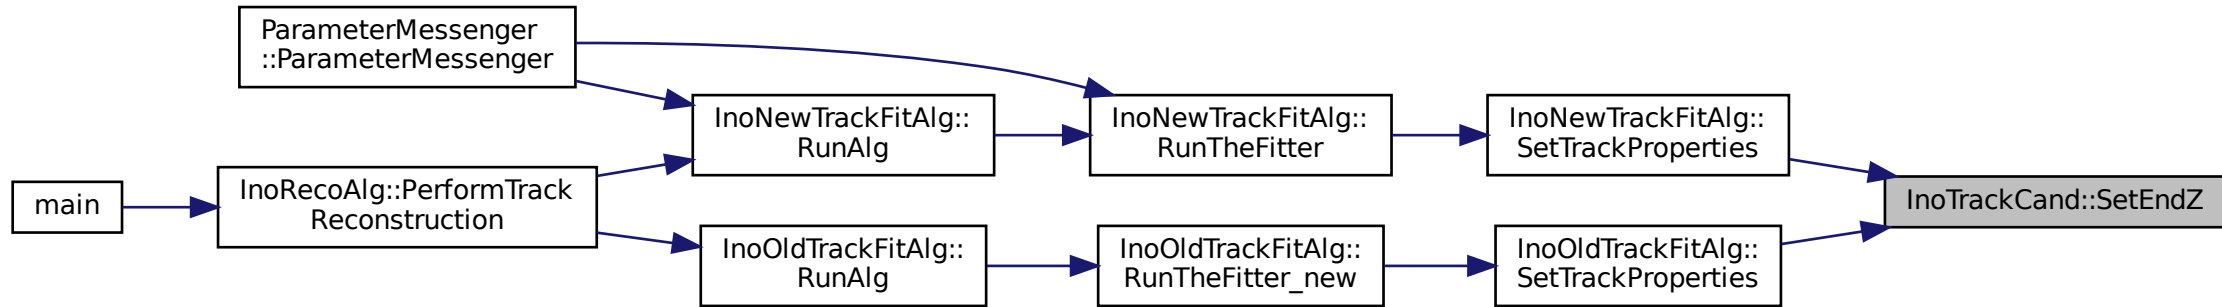 ParameterMessenger
::ParameterMessenger
InoNewTrackFitAlg::
RunAlg
InoNewTrackFitAlg::
RunTheFitter
InoNewTrackFitAlg::
SetTrackProperties
main
InoRecoAlg::PerformTrack
Reconstruction
InoTrackCand::SetEndZ
InoOldTrackFitAlg::
RunAlg
InoOldTrackFitAlg::
RunTheFitter_new
InoOldTrackFitAlg::
SetTrackProperties